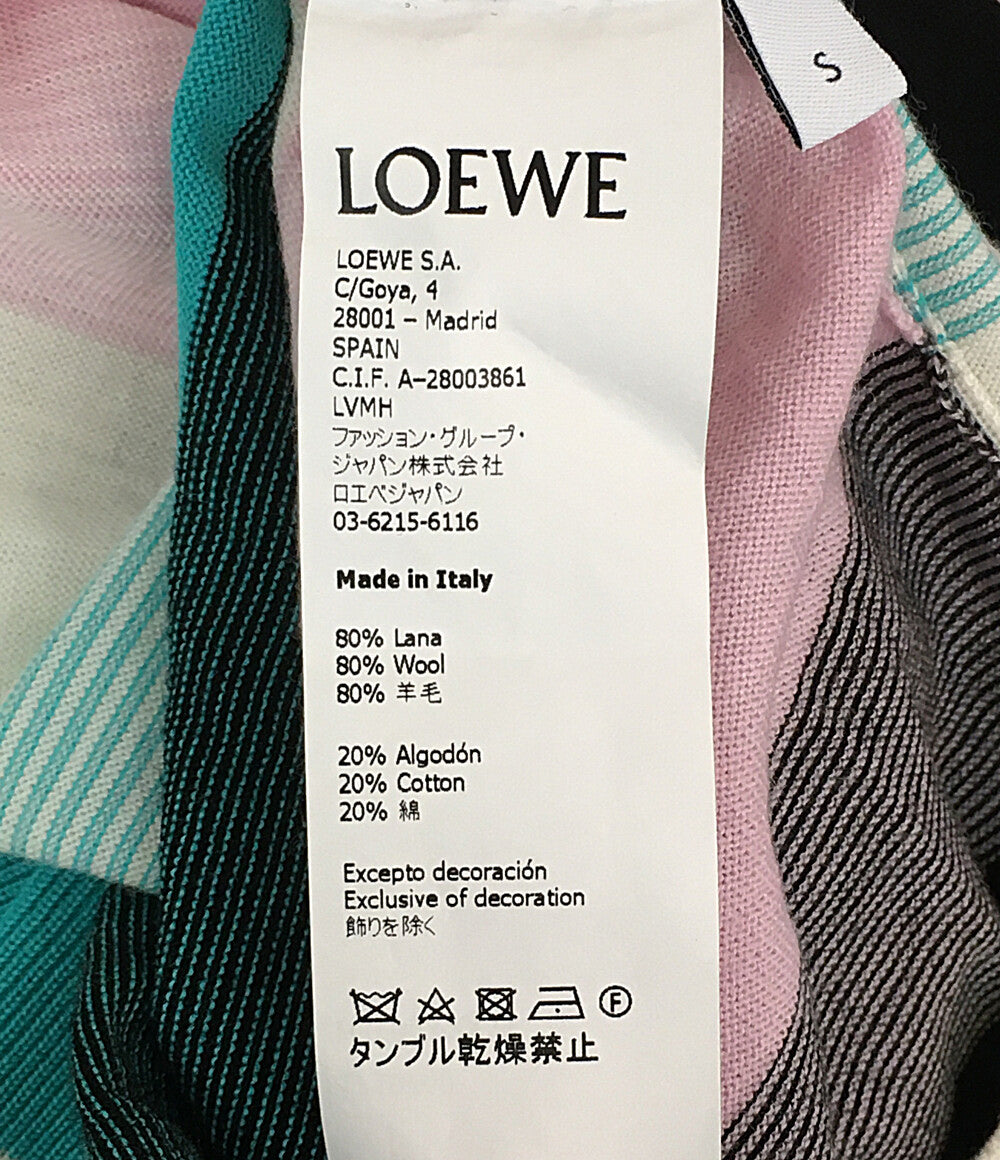 S
LOEWE
LOEWE S.A.
C/Goya, 4
28001 – Madrid
SPAIN
C.I.F. A–28003861
LVMH
ファッション・グループ・
ジャパン株式会社
ロエベジャパン
03-6215-6116
Made in Italy
80% Lana
80% Wool
80% 羊毛
20% Algodón
20% Cotton
20% 綿
Excepto decoración
Exclusive of decoration
飾りを除く
F
タンブル乾燥禁止